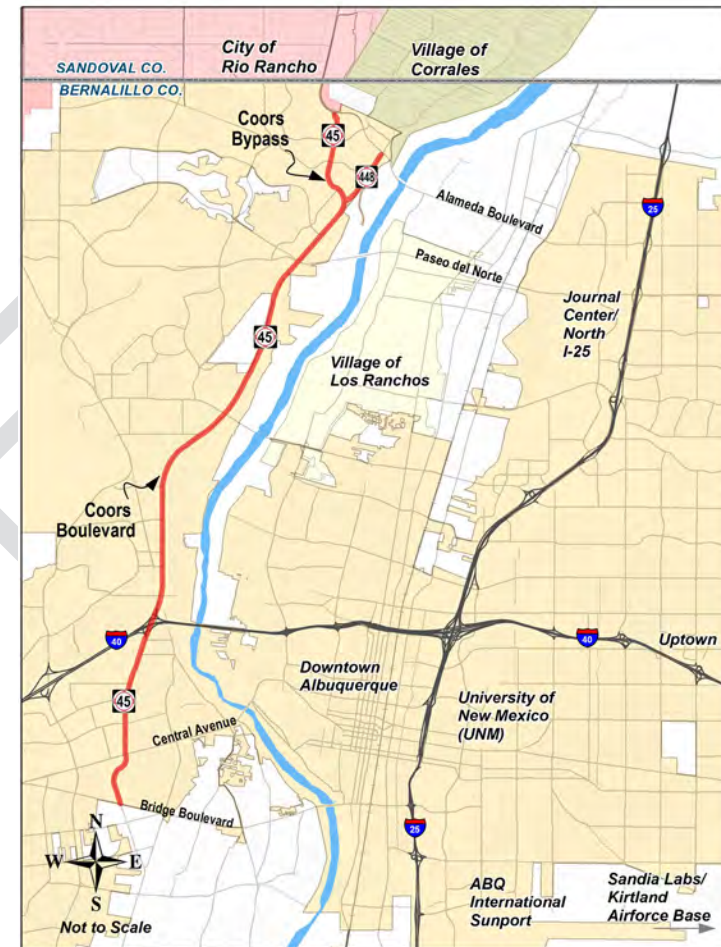 City of
Rio Rancho
Village of
Corrales
SANDOVAL CO.
BERNALILLO CO.
Coors
Bypass
45
448
Alameda Boulevard
25
Paseo del Norte
Journal
Center/
North
I-25
45
Village of
Los Ranchos
Coors
Boulevard
40
40
Uptown
Downtown
Albuquerque
45
University of
New Mexico
(UNM)
Central Avenue
Bridge Boulevard
25
N
W
E
S
Not to Scale
ABQ
International
Sunport
Sandia Labs/
Kirtland
Airforce Base